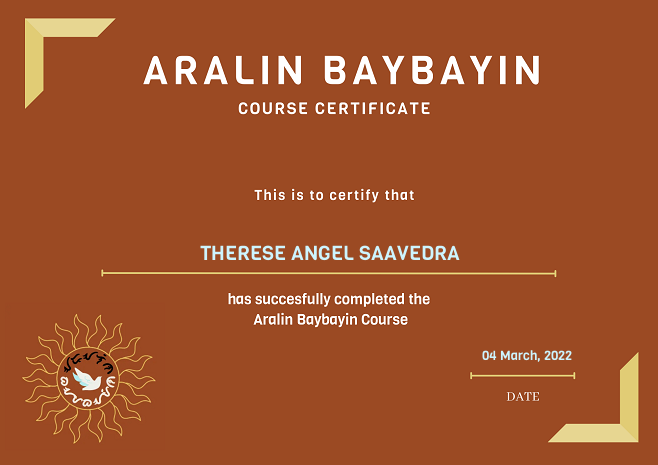 ARALIN BAYBAYIN
COURSE CERTIFICATE
This is to certify that
THERESE ANGEL SAAVEDRA
has succesfully completed the
Aralin Baybayin Course
04 March, 2022
DATE